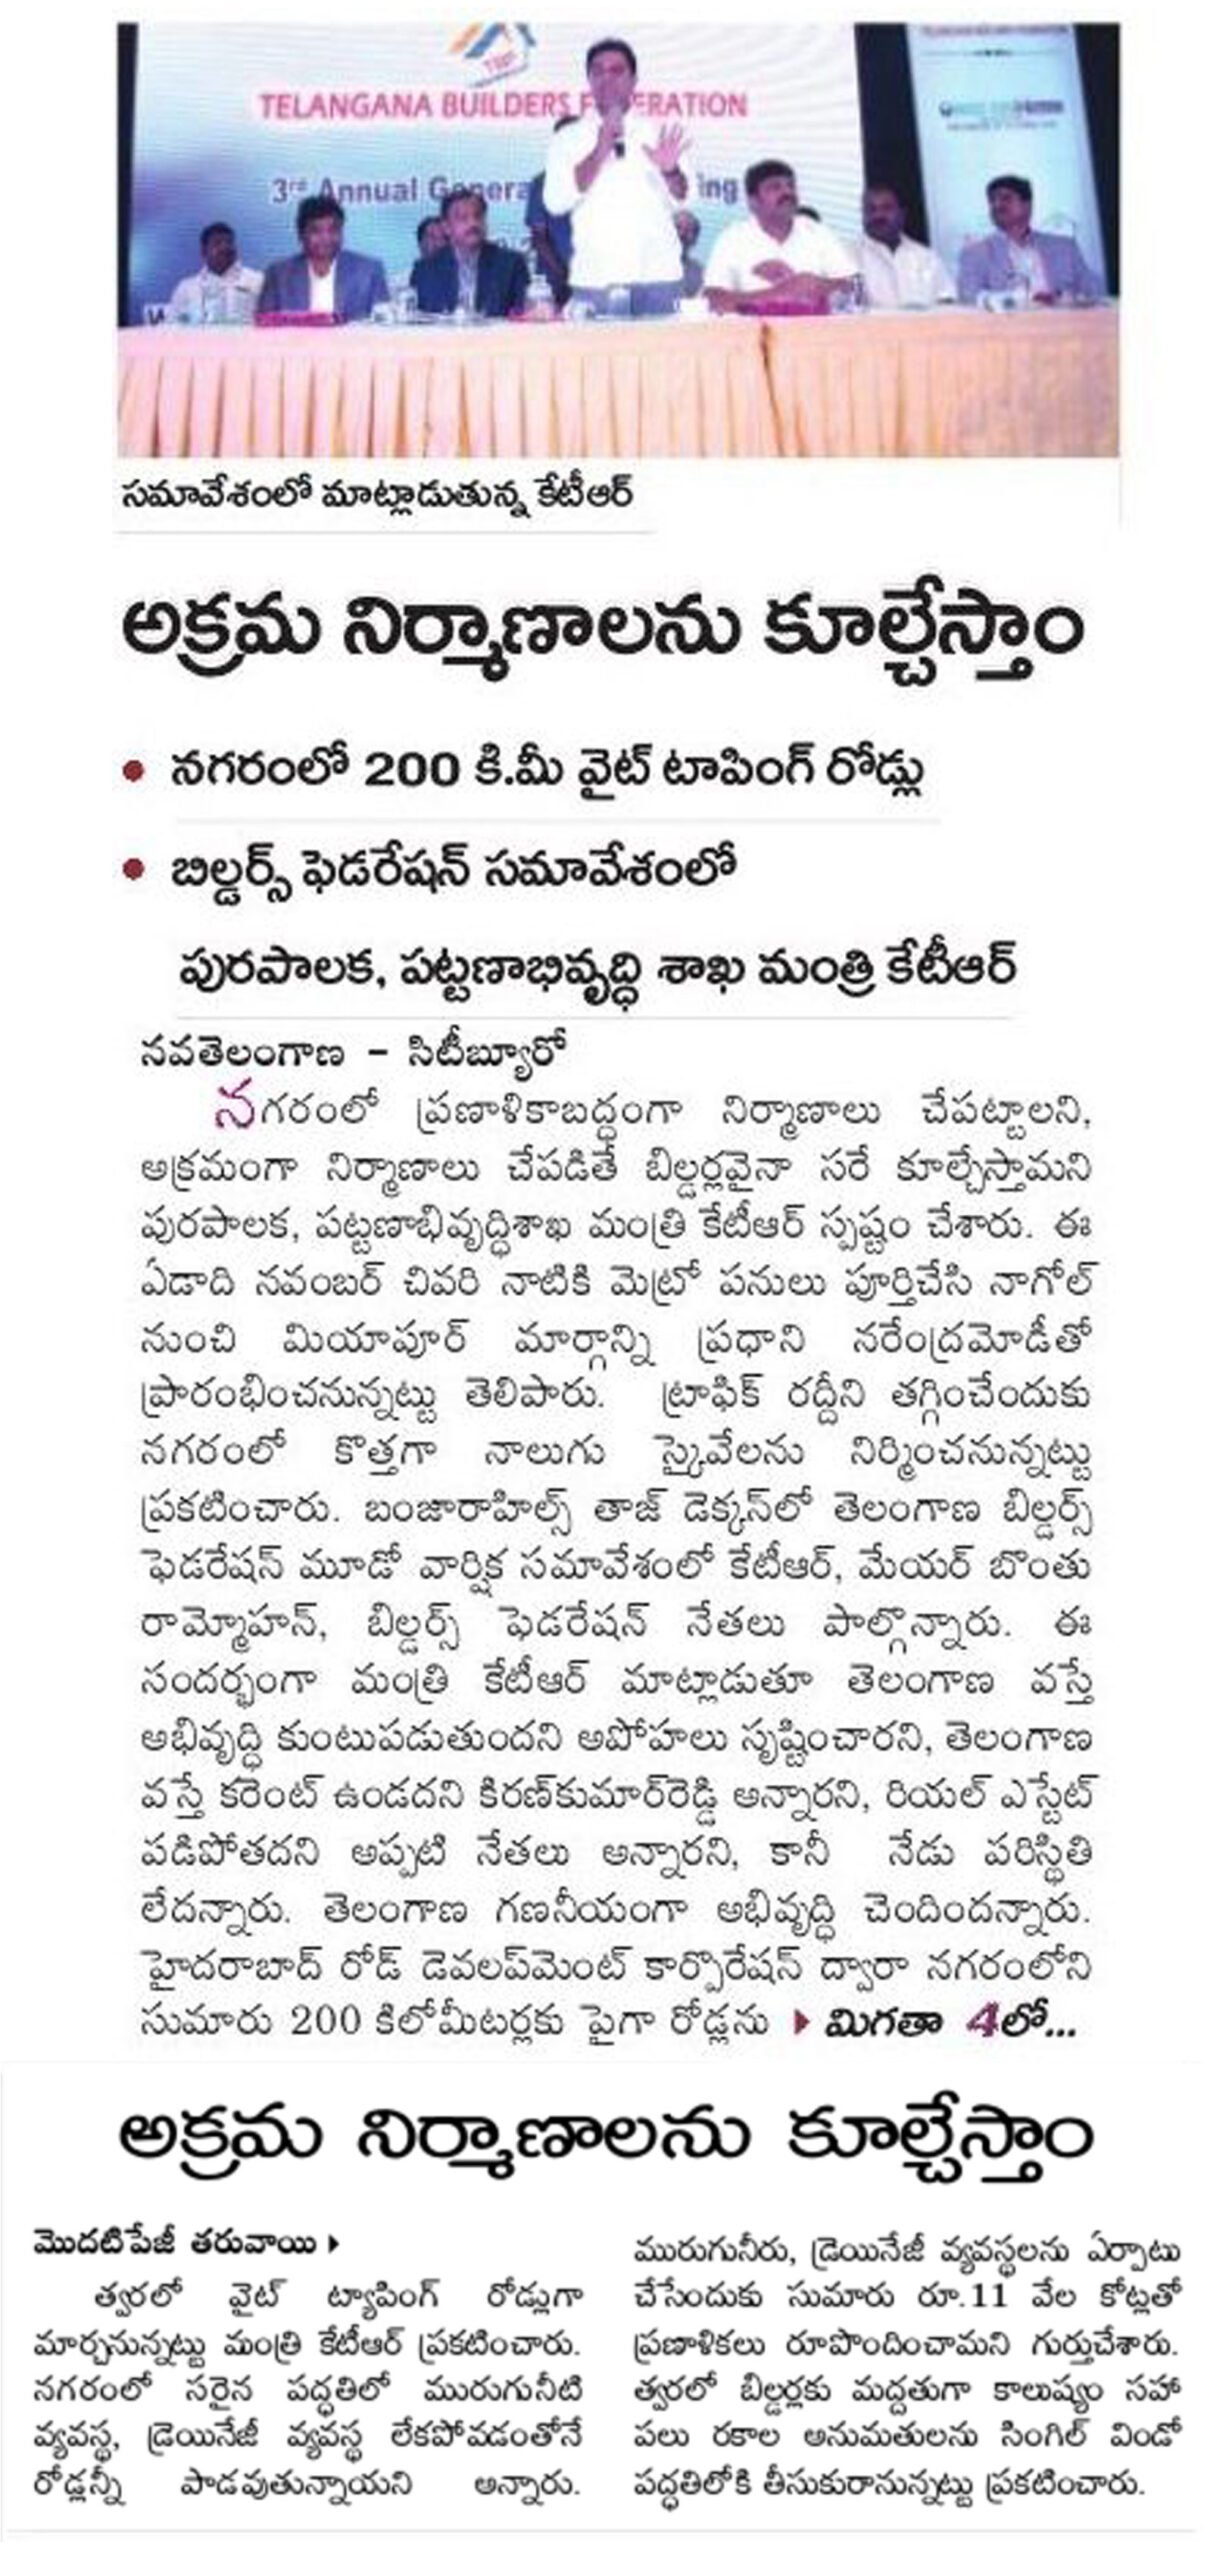 TELANGANA BUILDERS FEDERATION
3rd Annual General
ing
సమావేశంలో మాట్లాడుతున్న కేటీఆర్
అక్రమ నిర్మాణాలను కూల్చేస్తాం
• నగరంలో 200 కి.మీ వైట్ టాపింగ్ రోడ్లు
• బిల్డర్స్ ఫెడరేషన్ సమావేశంలో
పురపాలక, పట్టణాభివృద్ధి శాఖ మంత్రి కేటీఆర్
నవతెలంగాణ – సిటీబ్యూరో
నగరంలో ప్రణాళికాబద్ధంగా నిర్మాణాలు చేపట్టాలని,
అక్రమంగా నిర్మాణాలు చేపడితే బిల్డర్లవైనా సరే కూల్చేస్తామని
పురపాలక, పట్టణాభివృద్ధిశాఖ మంత్రి కేటీఆర్ స్పష్టం చేశారు. ఈ
ఏడాది నవంబర్ చివరి నాటికి మెట్రో పనులు పూర్తిచేసి నాగోల్
నుంచి మియాపూర్ మార్గాన్ని ప్రధాని నరేంద్రమోడీతో
ప్రారంభించనున్నట్టు తెలిపారు. ట్రాఫిక్ రద్దీని తగ్గించేందుకు
నగరంలో కొత్తగా నాలుగు స్కైవేలను నిర్మించనున్నట్టు
ప్రకటించారు. బంజారాహిల్స్ తాజ్ డెక్కన్‌లో తెలంగాణ బిల్డర్స్
ఫెడరేషన్ మూడో వార్షిక సమావేశంలో కేటీఆర్, మేయర్ బొంతు
రామ్మోహన్, బిల్డర్స్ ఫెడరేషన్ నేతలు పాల్గొన్నారు. ఈ
సందర్భంగా మంత్రి కేటీఆర్ మాట్లాడుతూ తెలంగాణ వస్తే
అభివృద్ధి కుంటుపడుతుందని అపోహలు సృష్టించారని, తెలంగాణ
వస్తే కరెంట్ ఉండదని కిరణ్‌కుమార్‌రెడ్డి అన్నారని, రియల్ ఎస్టేట్
పడిపోతదని అప్పటి నేతలు అన్నారని, కానీ నేడు పరిస్థితి
లేదన్నారు. తెలంగాణ గణనీయంగా అభివృద్ధి చెందిందన్నారు.
హైదరాబాద్ రోడ్ డెవలప్‌మెంట్ కార్పొరేషన్ ద్వారా నగరంలోని
సుమారు 200 కిలోమీటర్లకు పైగా రోడ్లను ▶ మిగతా 4లో...
అక్రమ నిర్మాణాలను కూల్చేస్తాం
మొదటిపేజీ తరువాయి ▶
త్వరలో వైట్ ట్యాపింగ్ రోడ్లుగా
మార్చనున్నట్టు మంత్రి కేటీఆర్ ప్రకటించారు.
నగరంలో సరైన పద్ధతిలో మురుగునీటి
వ్యవస్థ, డ్రెయినేజీ వ్యవస్థ లేకపోవడంతోనే
రోడ్లన్నీ పాడవుతున్నాయని అన్నారు.
మురుగునీరు, డ్రెయినేజీ వ్యవస్థలను ఏర్పాటు
చేసేందుకు సుమారు రూ.11 వేల కోట్లతో
ప్రణాళికలు రూపొందించామని గుర్తుచేశారు.
త్వరలో బిల్డర్లకు మద్దతుగా కాలుష్యం సహా
పలు రకాల అనుమతులను సింగిల్ విండో
పద్ధతిలోకి తీసుకురానున్నట్టు ప్రకటించారు.